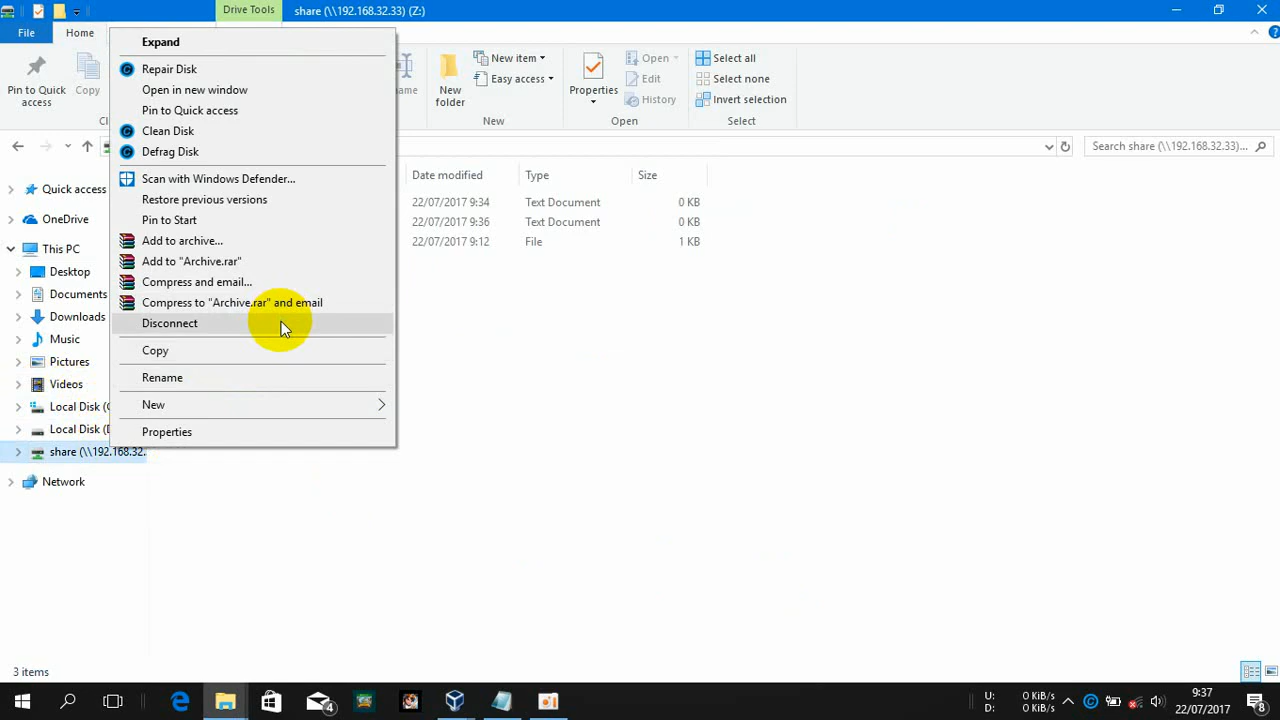 Drive Tools
share (\\192.168.32.33) (Z:)
File
Home
Pin to Quick access
Copy
New folder
New item
Easy access
New
Properties
Open
Edit
History
Open
Select all
Select none
Invert selection
Select
Search share (\\192.168.32.33)...
Expand
Repair Disk
Open in new window
Pin to Quick access
Clean Disk
Defrag Disk
Scan with Windows Defender...
Restore previous versions
Pin to Start
Add to archive...
Add to "Archive.rar"
Compress and email...
Compress to "Archive.rar" and email
Disconnect
Copy
Rename
New
Properties
Date modified Type Size
22/07/2017 9:34 Text Document 0 KB
22/07/2017 9:36 Text Document 0 KB
22/07/2017 9:12 File 1 KB
Quick access
OneDrive
This PC
Desktop
Documents
Downloads
Music
Pictures
Videos
Local Disk (
Local Disk (
share (\\192.168.32.
Network
3 items
4
U: 0 KiB/s
D: 0 KiB/s
9:37
22/07/2017
8